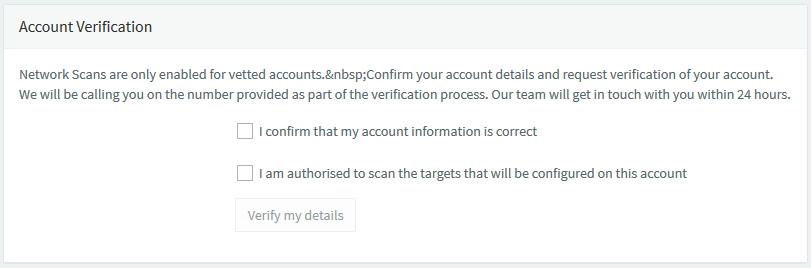 Account Verification
Network Scans are only enabled for vetted accounts.&nbsp;Confirm your account details and request verification of your account.
We will be calling you on the number provided as part of the verification process. Our team will get in touch with you within 24 hours.
I confirm that my account information is correct
I am authorised to scan the targets that will be configured on this account
Verify my details